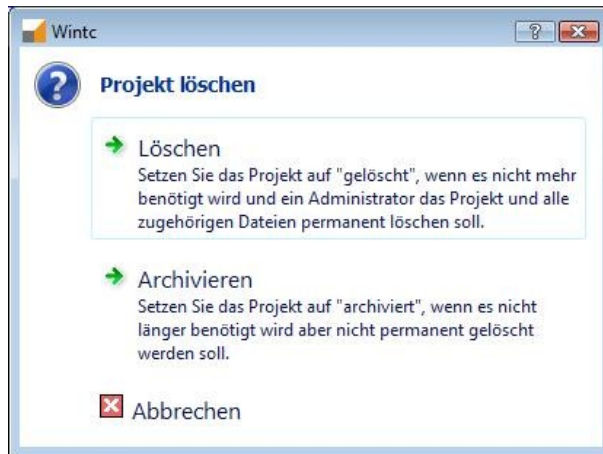 Wintc
Projekt löschen
Löschen
Setzen Sie das Projekt auf "gelöscht", wenn es nicht mehr
benötigt wird und ein Administrator das Projekt und alle
zugehörigen Dateien permanent löschen soll.
Archivieren
Setzen Sie das Projekt auf "archiviert", wenn es nicht
länger benötigt wird aber nicht permanent gelöscht
werden soll.
Abbrechen